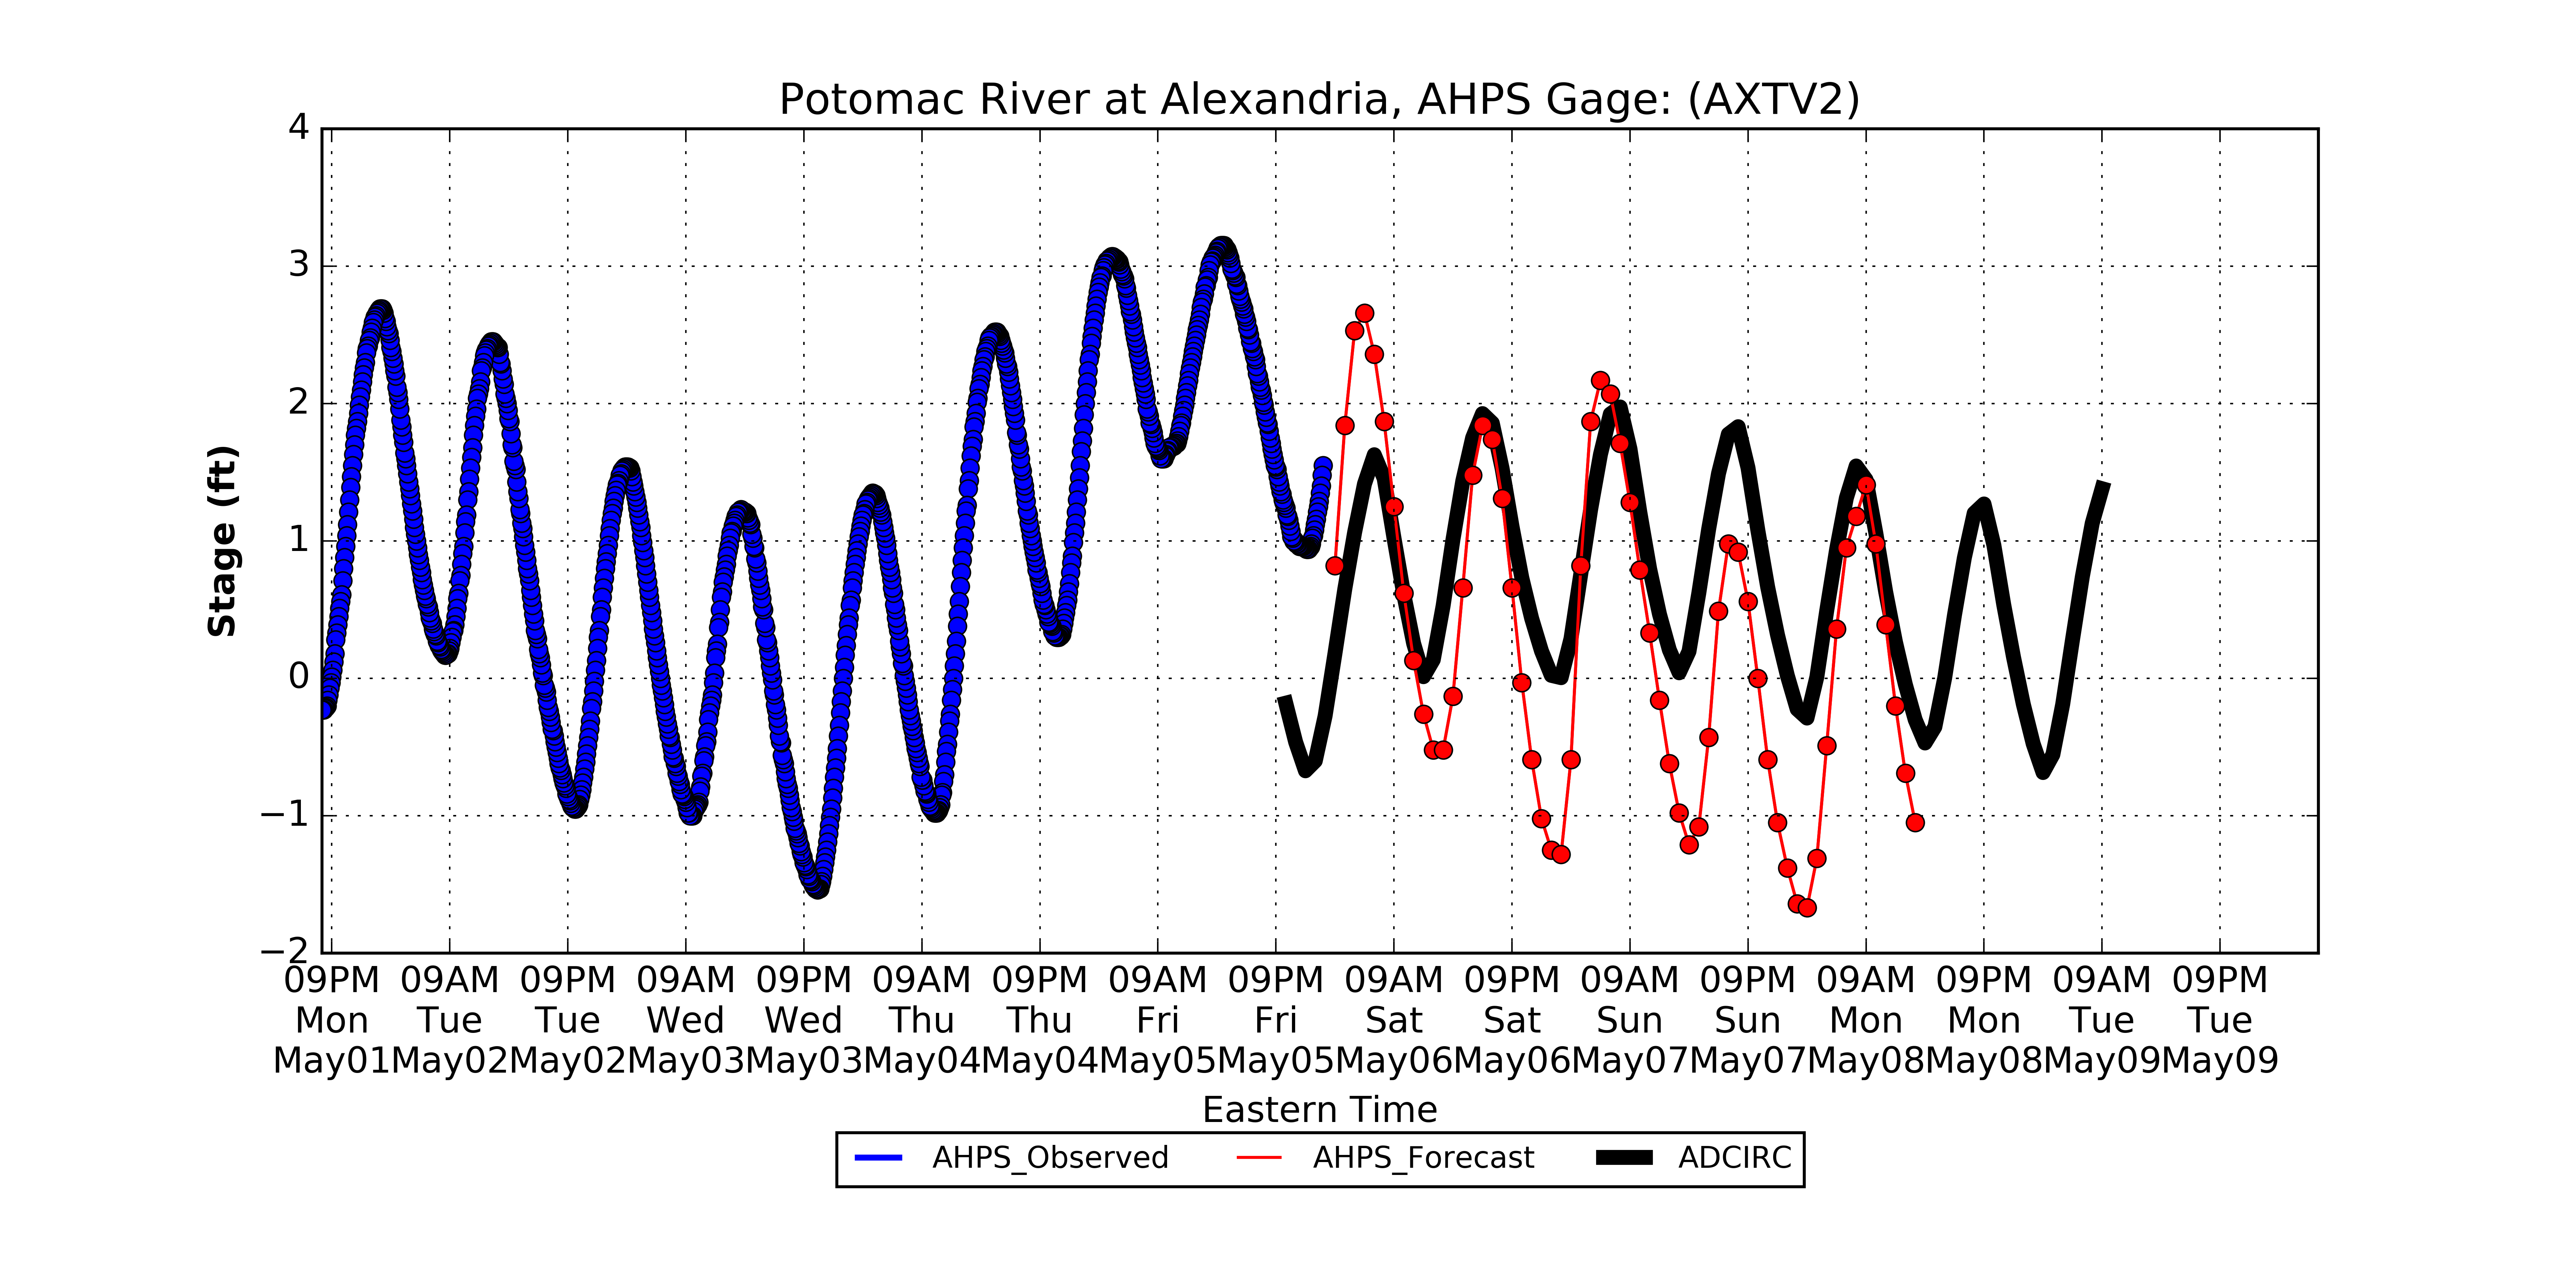 Potomac River at Alexandria, AHPS Gage: (AXTV2)
4
3
2
1
0
−1
−2
Stage (ft)
09PM 09AM 09PM 09AM 09PM 09AM 09PM 09AM 09PM 09AM 09PM 09AM 09PM 09AM 09PM 09AM 09PM
Mon Tue Tue Wed Wed Thu Thu Fri Fri Sat Sat Sun Sun Mon Mon Tue Tue
May01 May02 May02 May03 May03 May04 May04 May05 May05 May06 May06 May07 May07 May08 May08 May09 May09
Eastern Time
AHPS_Observed AHPS_Forecast ADCIRC